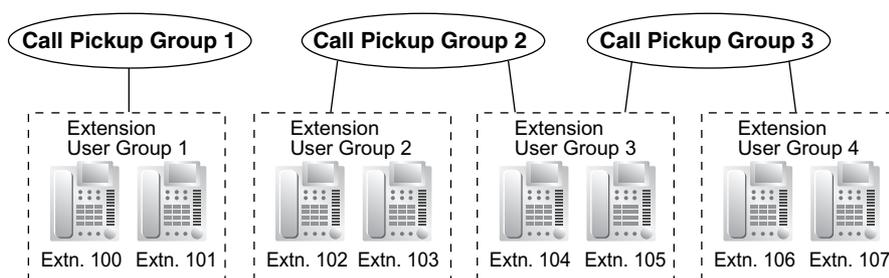 Call Pickup Group 1
Call Pickup Group 2
Call Pickup Group 3
Extension
User Group 1
Extension
User Group 2
Extension
User Group 3
Extension
User Group 4
Extn. 100
Extn. 101
Extn. 102
Extn. 103
Extn. 104
Extn. 105
Extn. 106
Extn. 107